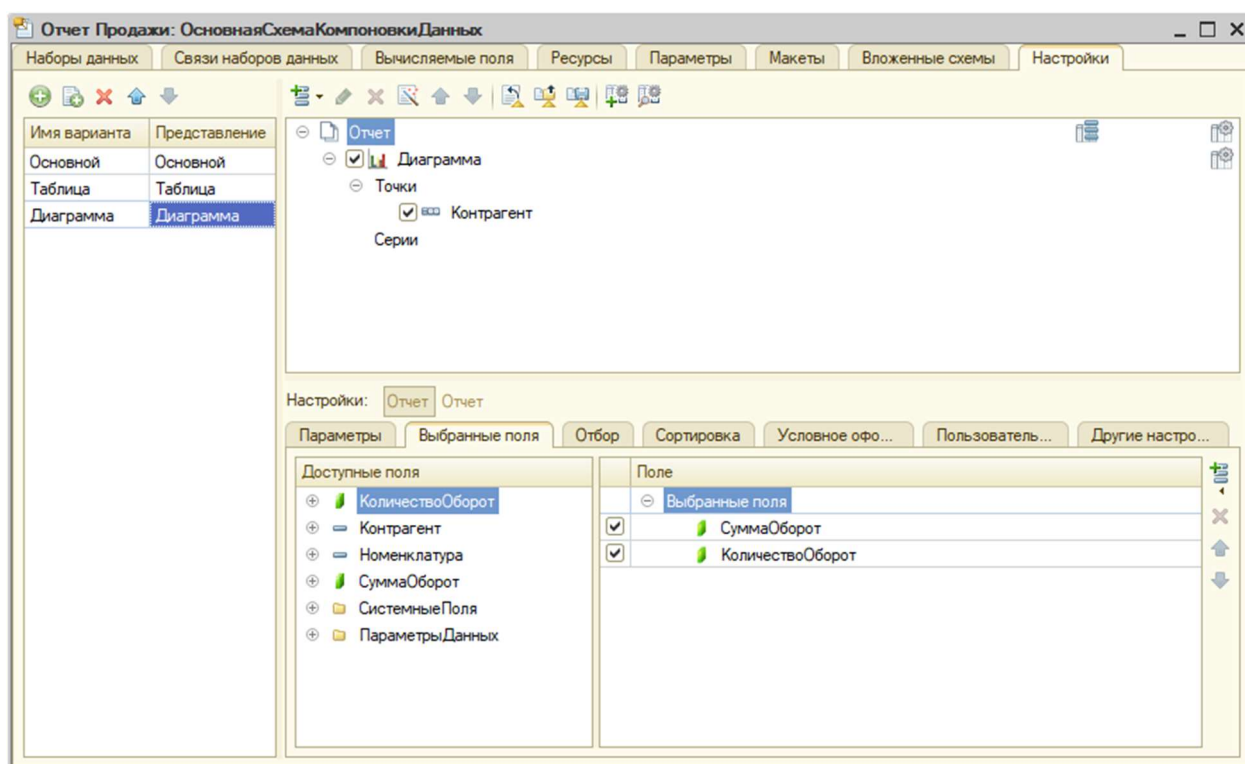 Отчет Продажи: ОсновнаяСхемаКомпоновкиДанных
Наборы данных Связи наборов данных Вычисляемые поля Ресурсы Параметры Макеты Вложенные схемы Настройки
Имя варианта Представление
Основной Основной
Таблица Таблица
Диаграмма Диаграмма
Отчет
Диаграмма
Точки
Контрагент
Серии
Настройки: Отчет Отчет
Параметры Выбранные поля Отбор Сортировка Условное офо... Пользователь... Другие настро...
Доступные поля
КоличествоОборот
Контрагент
Номенклатура
СуммаОборот
СистемныеПоля
ПараметрыДанных
Поле
Выбранные поля
СуммаОборот
КоличествоОборот